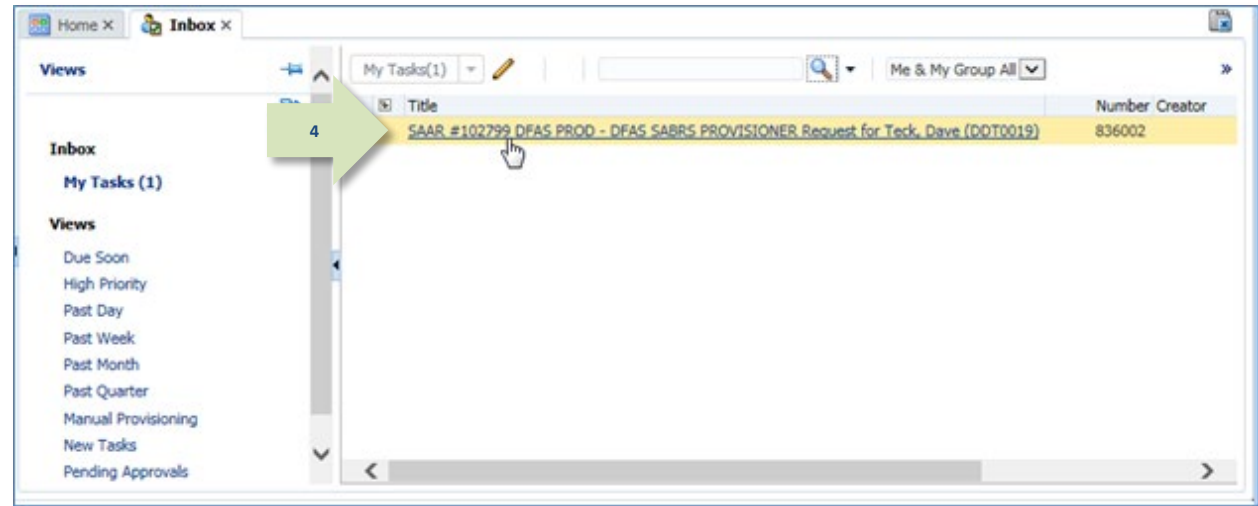 Home × Inbox ×
Views
My Tasks(1)
Me & My Group All
»
Title
Number Creator
4
SAAR #102799 DFAS PROD - DFAS SABRS PROVISIONER Request for Teck, Dave (DDT0019)
836002
Inbox
My Tasks (1)
Views
Due Soon
High Priority
Past Day
Past Week
Past Month
Past Quarter
Manual Provisioning
New Tasks
Pending Approvals